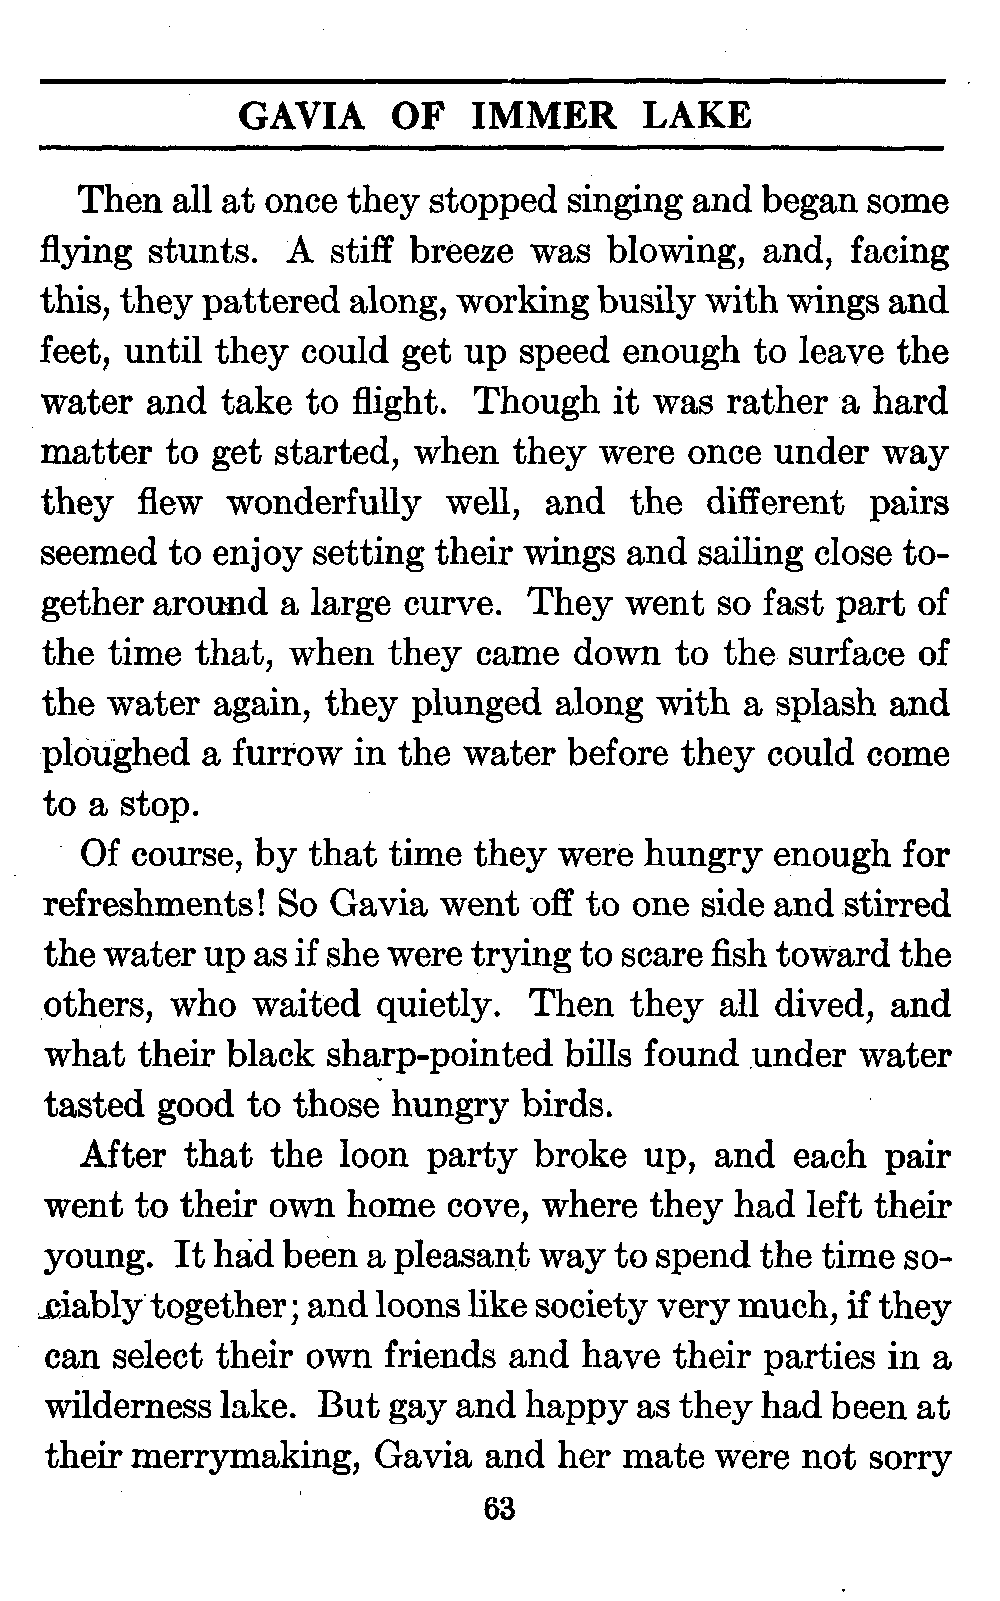 GAVIA OF IMMER LAKE
Then all at once they stopped singing and began some
flying stunts. A stiff breeze was blowing, and, facing
this, they pattered along, working busily with wings and
feet, until they could get up speed enough to leave the
water and take to flight. Though it was rather a hard
matter to get started, when they were once under way
they flew wonderfully well, and the different pairs
seemed to enjoy setting their wings and sailing close to-
gether around a large curve. They went so fast part of
the time that, when they came down to the surface of
the water again, they plunged along with a splash and
ploughed a furrow in the water before they could come
to a stop.
Of course, by that time they were hungry enough for
refreshments! So Gavia went off to one side and stirred
the water up as if she were trying to scare fish toward the
others, who waited quietly. Then they all dived, and
what their black sharp-pointed bills found under water
tasted good to those hungry birds.
After that the loon party broke up, and each pair
went to their own home cove, where they had left their
young. It had been a pleasant way to spend the time so-
ciably together; and loons like society very much, if they
can select their own friends and have their parties in a
wilderness lake. But gay and happy as they had been at
their merrymaking, Gavia and her mate were not sorry
63